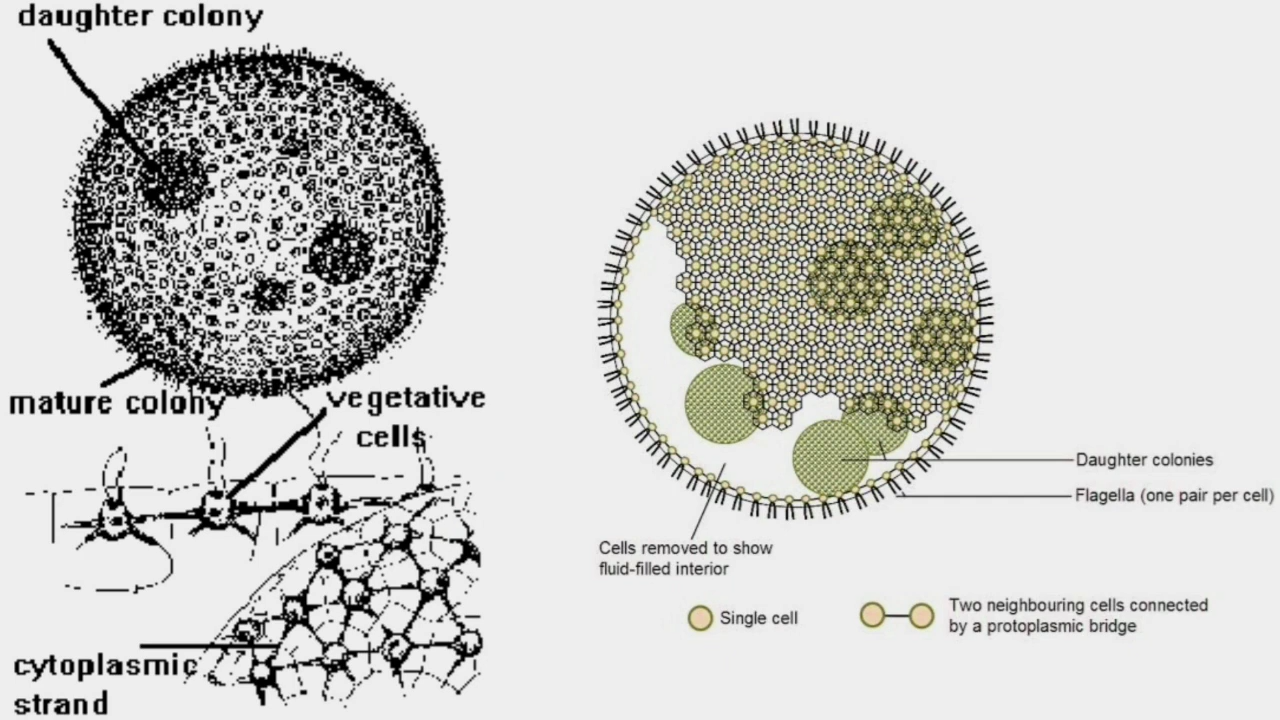 daughter colony
mature colony
vegetative
cells
cytoplasmic
strand
Daughter colonies
Flagella (one pair per cell)
Cells removed to show
fluid-filled interior
Single cell
Two neighbouring cells connected
by a protoplasmic bridge